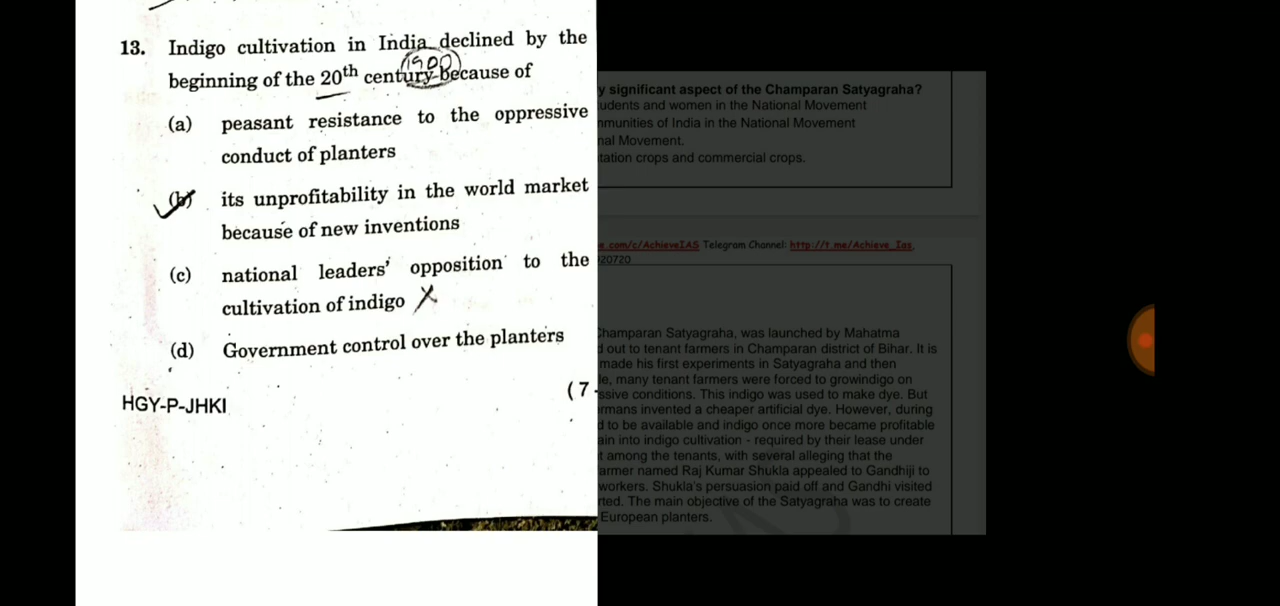 13. Indigo cultivation in India declined by the
beginning of the 20th century because of
(1900)
(a) peasant resistance to the oppressive
conduct of planters
(b) its unprofitability in the world market
because of new inventions
(c) national leaders' opposition to the
cultivation of indigo
(d) Government control over the planters
HGY-P-JHKI
(7-
y significant aspect of the Champaran Satyagraha?
udents and women in the National Movement
mmunities of India in the National Movement
nal Movement.
tation crops and commercial crops.
e.com/c/AchieveIAS Telegram Channel: http://t.me/Achieve_Ias,
20720
Champaran Satyagraha, was launched by Mahatma
d out to tenant farmers in Champaran district of Bihar. It is
made his first experiments in Satyagraha and then
le, many tenant farmers were forced to growindigo on
ssive conditions. This indigo was used to make dye. But
rmans invented a cheaper artificial dye. However, during
d to be available and indigo once more became profitable
ain into indigo cultivation - required by their lease under
t among the tenants, with several alleging that the
armer named Raj Kumar Shukla appealed to Gandhiji to
workers. Shukla's persuasion paid off and Gandhi visited
rted. The main objective of the Satyagraha was to create
European planters.